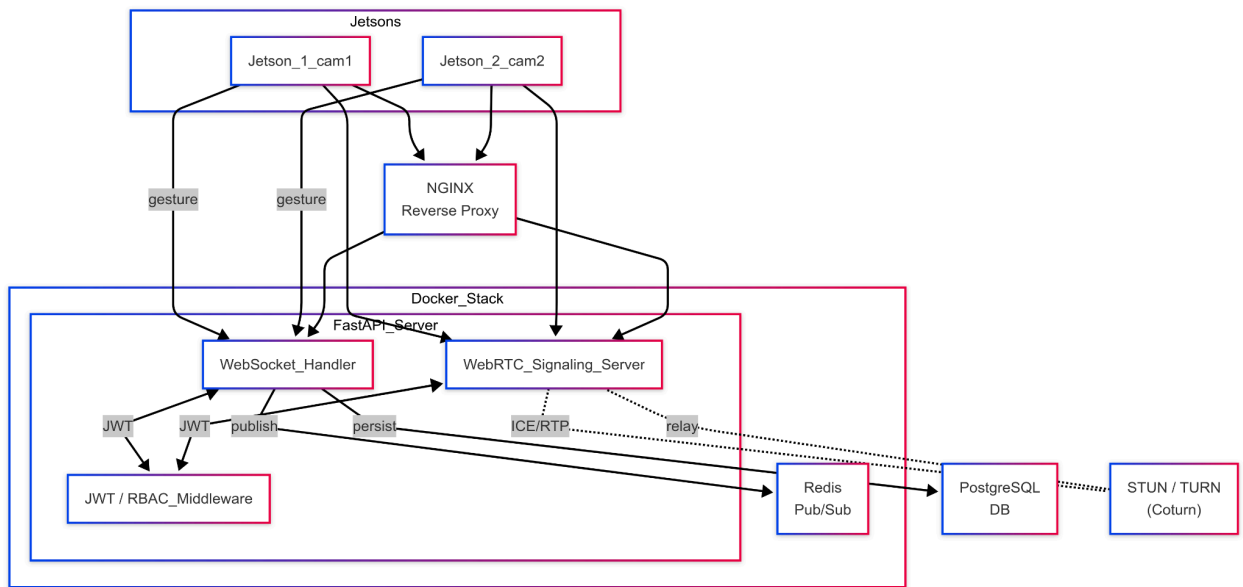 Jetsons
Jetson_1_cam1
Jetson_2_cam2
NGINX
Reverse Proxy
gesture
gesture
Docker_Stack
FastAPI_Server
WebSocket_Handler
WebRTC_Signaling_Server
JWT
JWT
publish
persist
ICE/RTP
relay
JWT / RBAC_Middleware
Redis
Pub/Sub
PostgreSQL
DB
STUN / TURN
(Coturn)